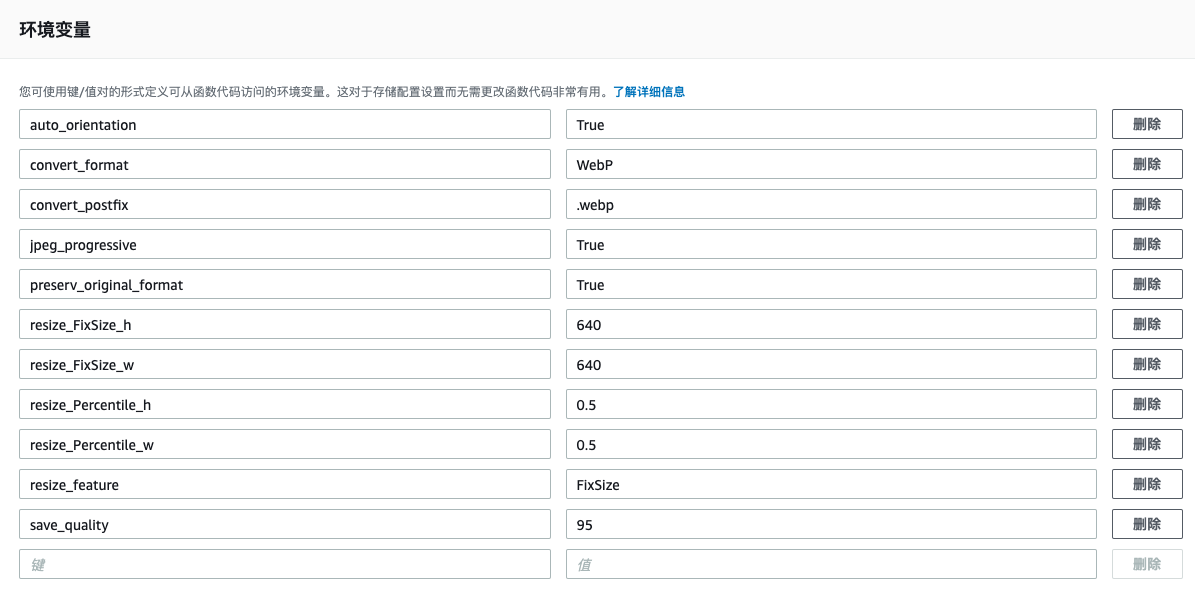 环境变量
您可使用键/值对的形式定义可从函数代码访问的环境变量。这对于存储配置设置而无需更改函数代码非常有用。了解详细信息
auto_orientation True 删除
convert_format WebP 删除
convert_postfix .webp 删除
jpeg_progressive True 删除
preserv_original_format True 删除
resize_FixSize_h 640 删除
resize_FixSize_w 640 删除
resize_Percentile_h 0.5 删除
resize_Percentile_w 0.5 删除
resize_feature FixSize 删除
save_quality 95 删除
键 值 删除